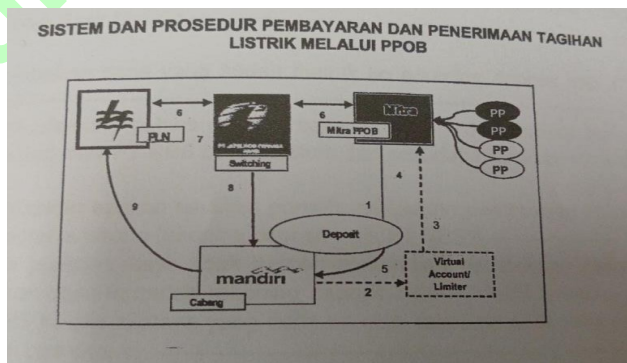 SISTEM DAN PROSEDUR PEMBAYARAN DAN PENERIMAAN TAGIHAN
LISTRIK MELALUI PPOB
6
6
Mitra
PP
PP
PP
PP
PLN
7
Mitra PPOB
Switching
4
8
1
3
9
Deposit
5
Virtual
Account/
Limiter
mandiri
2
Cabang